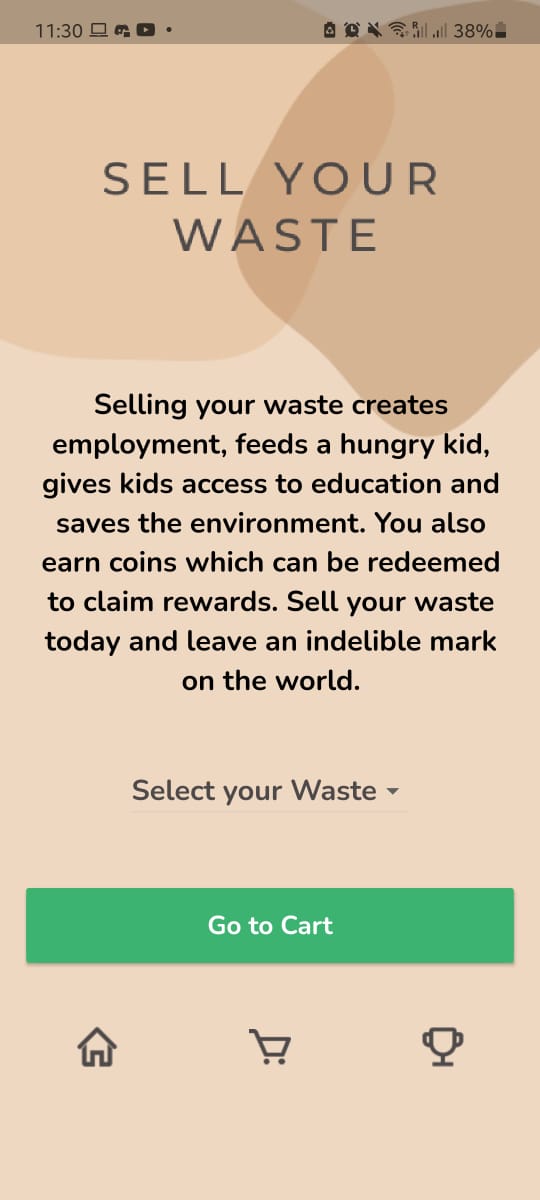 11:30
R
38%
SELL YOUR
WASTE
Selling your waste creates
employment, feeds a hungry kid,
gives kids access to education and
saves the environment. You also
earn coins which can be redeemed
to claim rewards. Sell your waste
today and leave an indelible mark
on the world.
Select your Waste
Go to Cart